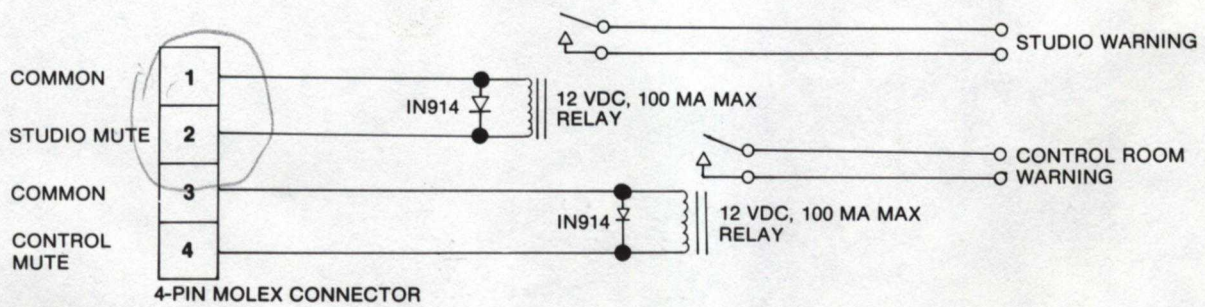 STUDIO WARNING
COMMON
1
IN914
12 VDC, 100 MA MAX
RELAY
STUDIO MUTE
2
CONTROL ROOM
WARNING
COMMON
3
IN914
12 VDC, 100 MA MAX
RELAY
CONTROL
MUTE
4
4-PIN MOLEX CONNECTOR